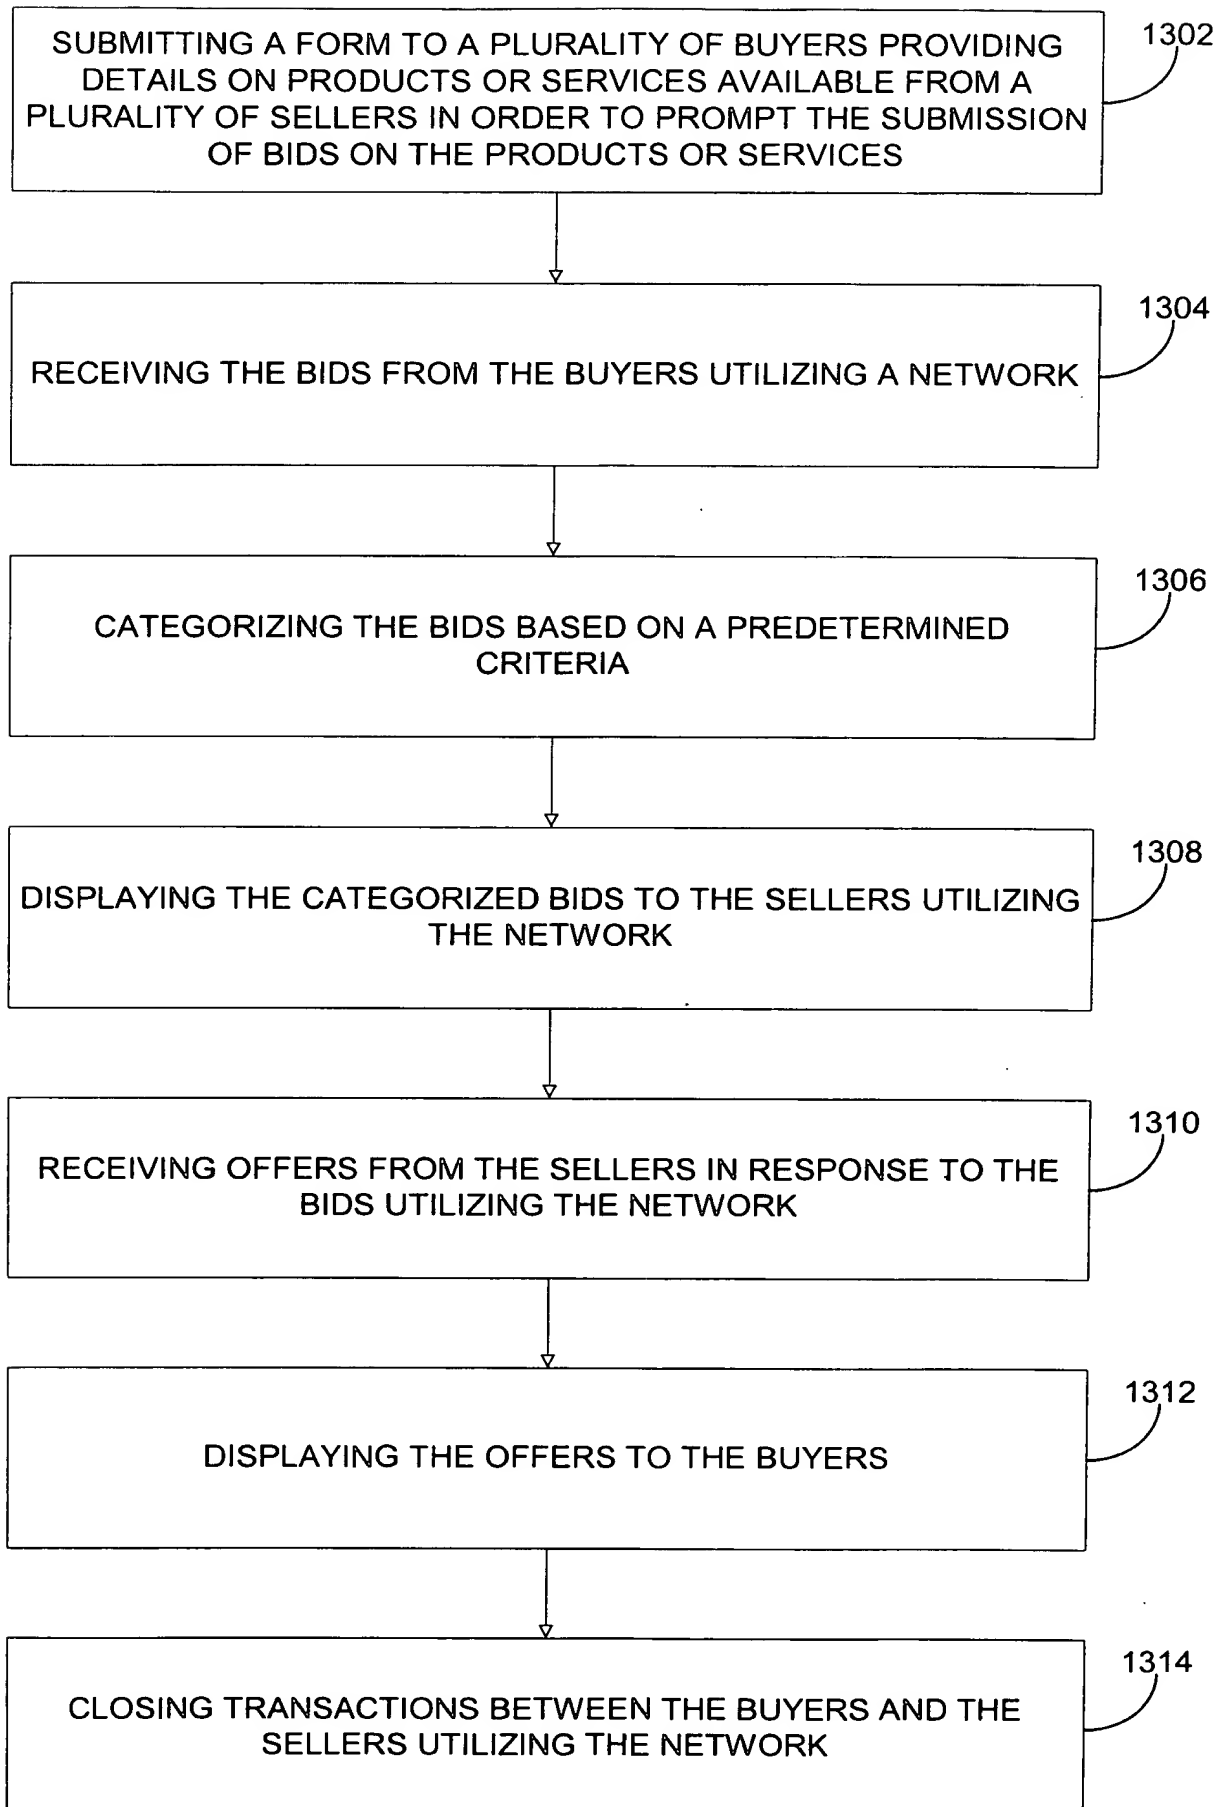 SUBMITTING A FORM TO A PLURALITY OF BUYERS PROVIDING
DETAILS ON PRODUCTS OR SERVICES AVAILABLE FROM A
PLURALITY OF SELLERS IN ORDER TO PROMPT THE SUBMISSION
OF BIDS ON THE PRODUCTS OR SERVICES
1302
RECEIVING THE BIDS FROM THE BUYERS UTILIZING A NETWORK
1304
CATEGORIZING THE BIDS BASED ON A PREDETERMINED
CRITERIA
1306
DISPLAYING THE CATEGORIZED BIDS TO THE SELLERS UTILIZING
THE NETWORK
1308
RECEIVING OFFERS FROM THE SELLERS IN RESPONSE TO THE
BIDS UTILIZING THE NETWORK
1310
DISPLAYING THE OFFERS TO THE BUYERS
1312
CLOSING TRANSACTIONS BETWEEN THE BUYERS AND THE
SELLERS UTILIZING THE NETWORK
1314